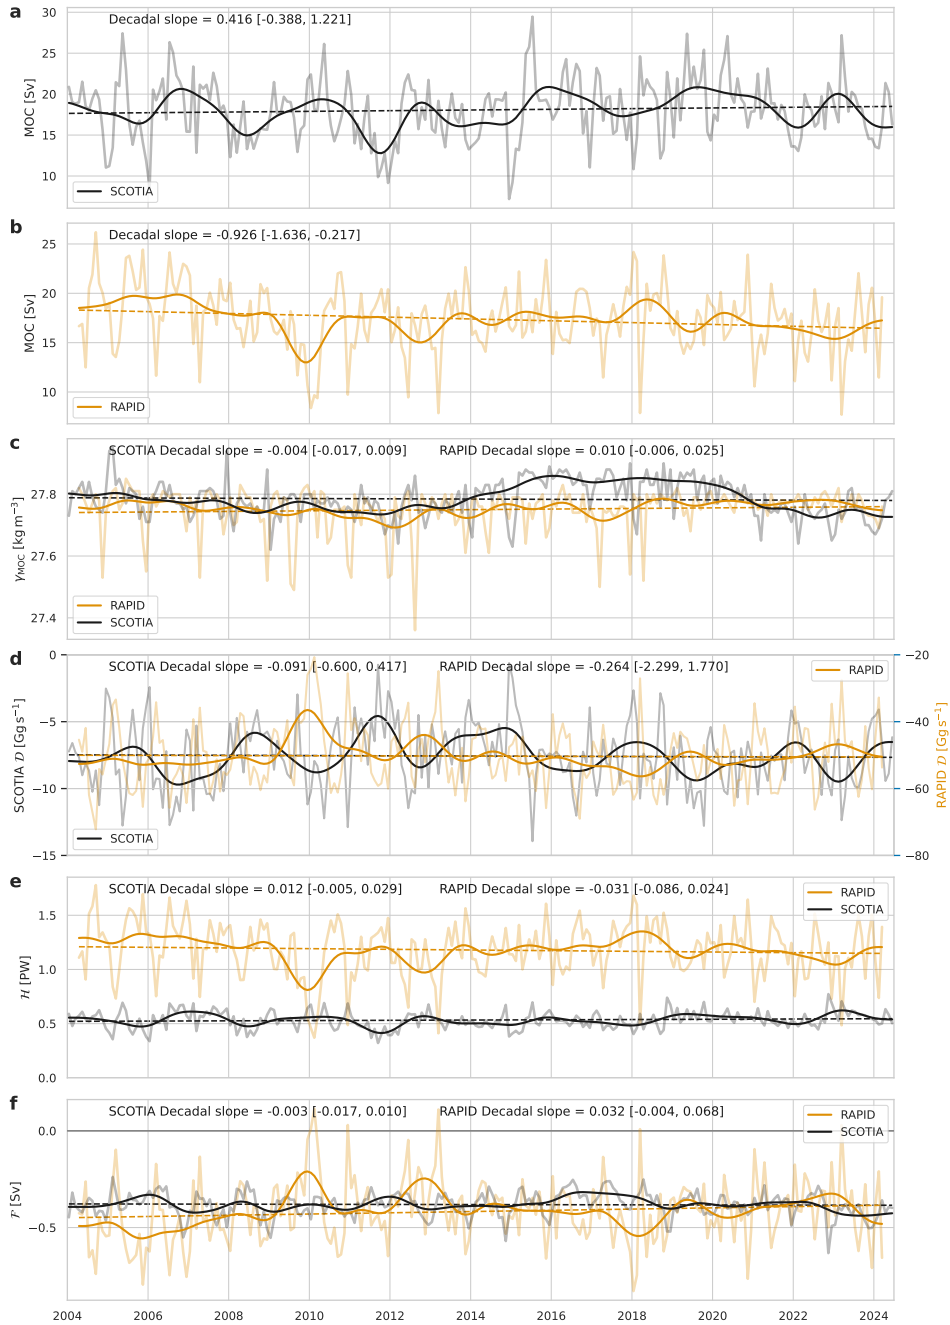 a
Decadal slope = 0.416 [-0.388, 1.221]
30
25
20
15
10
MOC [Sv]
SCOTIA
b
Decadal slope = -0.926 [-1.636, -0.217]
25
20
15
10
MOC [Sv]
RAPID
c
SCOTIA Decadal slope = -0.004 [-0.017, 0.009]
RAPID Decadal slope = 0.010 [-0.006, 0.025]
27.8
27.6
27.4
γMOC [kg m−3]
RAPID
SCOTIA
d
SCOTIA Decadal slope = -0.091 [-0.600, 0.417]
RAPID Decadal slope = -0.264 [-2.299, 1.770]
RAPID
0
−5
−10
−15
SCOTIA 𝒟 [Gg s−1]
−20
−40
−60
−80
RAPID 𝒟 [Gg s−1]
SCOTIA
e
SCOTIA Decadal slope = 0.012 [-0.005, 0.029]
RAPID Decadal slope = -0.031 [-0.086, 0.024]
RAPID
SCOTIA
1.5
1.0
0.5
0.0
ℋ [PW]
f
SCOTIA Decadal slope = -0.003 [-0.017, 0.010]
RAPID Decadal slope = 0.032 [-0.004, 0.068]
RAPID
SCOTIA
0.0
−0.5
ℱ [Sv]
2004 2006 2008 2010 2012 2014 2016 2018 2020 2022 2024